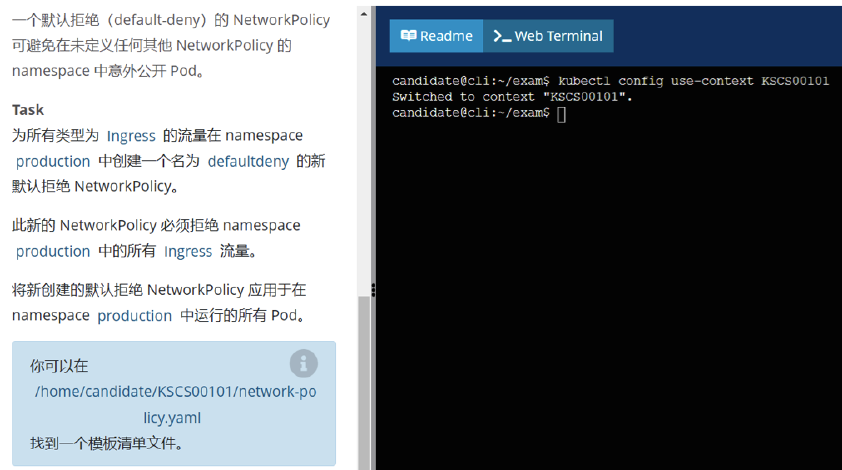 一个默认拒绝（default-deny）的 NetworkPolicy
可避免在未定义任何其他 NetworkPolicy 的
namespace 中意外公开 Pod。
Task
为所有类型为 Ingress 的流量在 namespace
production 中创建一个名为 defaultdeny 的新
默认拒绝 NetworkPolicy。
此新的 NetworkPolicy 必须拒绝 namespace
production 中的所有 Ingress 流量。
将新创建的默认拒绝 NetworkPolicy 应用于在
namespace production 中运行的所有 Pod。
你可以在
/home/candidate/KSCS00101/network-po
licy.yaml
找到一个模板清单文件。
Readme
Web Terminal
candidate@cli:~/exam$ kubectl config use-context KSCS00101
Switched to context "KSCS00101".
candidate@cli:~/exam$